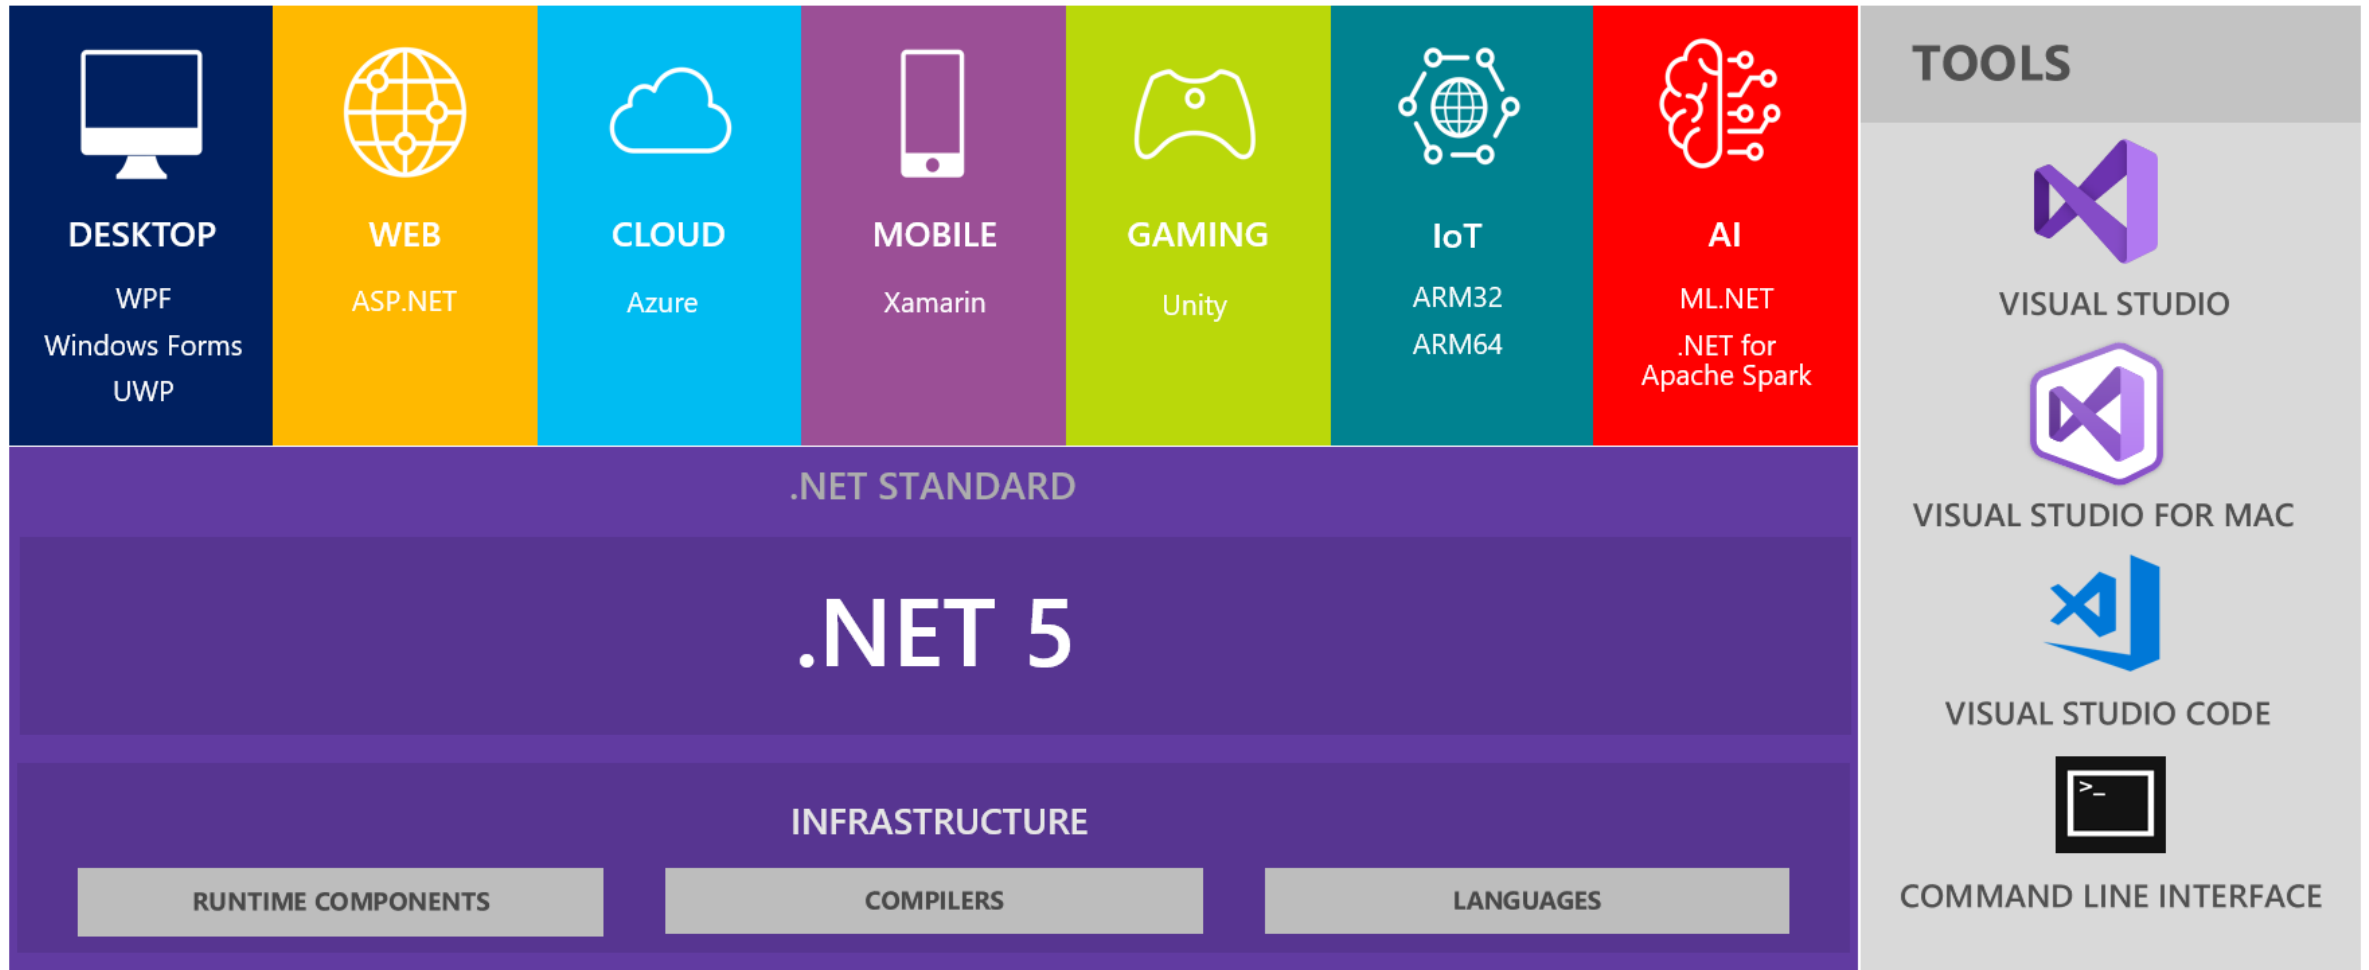 DESKTOP
WPF
Windows Forms
UWP
WEB
ASP.NET
CLOUD
Azure
MOBILE
Xamarin
GAMING
Unity
IoT
ARM32
ARM64
AI
ML.NET
.NET for
Apache Spark
.NET STANDARD
.NET 5
INFRASTRUCTURE
RUNTIME COMPONENTS
COMPILERS
LANGUAGES
TOOLS
VISUAL STUDIO
VISUAL STUDIO FOR MAC
VISUAL STUDIO CODE
>_
COMMAND LINE INTERFACE